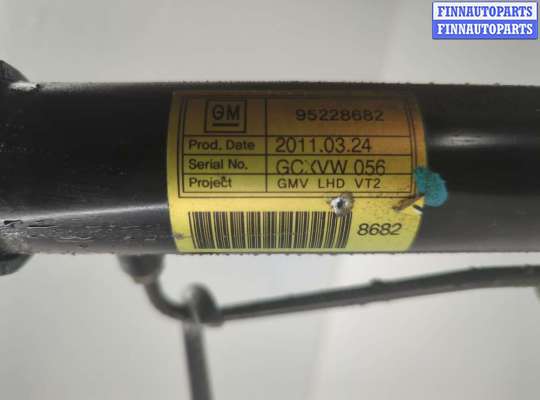 FINNAUTOPARTS
FINNAUTOPARTS
GM 95228682
Prod. Date 2011.03.24
Serial No. GCXVW 056
Project GMV LHD VT2
8682